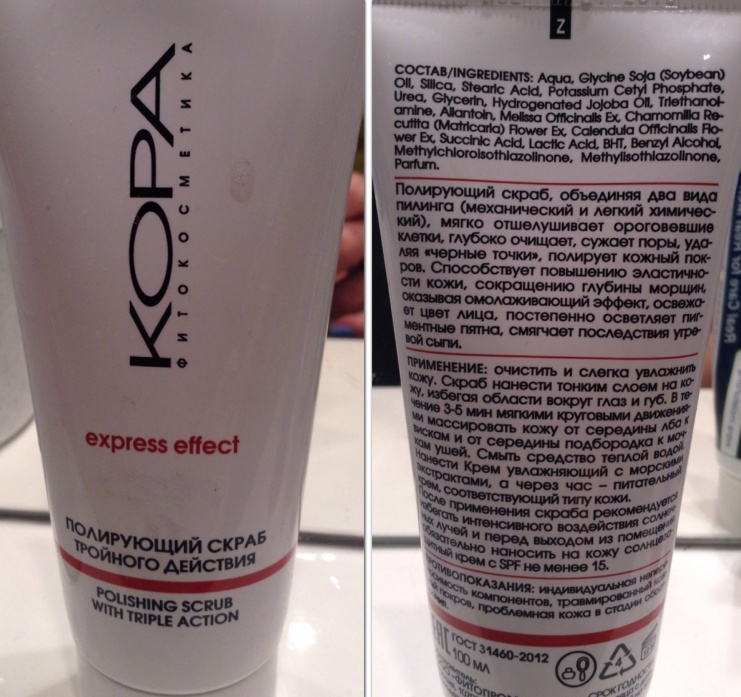 КОРА
ФИТОКОСМЕТИКА
express effect
ПОЛИРУЮЩИЙ СКРАБ
ТРОЙНОГО ДЕЙСТВИЯ
POLISHING SCRUB
WITH TRIPLE ACTION
Z
СОСТАВ/INGREDIENTS: Aqua, Glycine Soja (Soybean)
Oil, Silica, Stearic Acid, Potassium Cetyl Phosphate,
Urea, Glycerin, Hydrogenated Jojoba Oil, Triethanol-
amine, Allantoin, Melissa Officinalis Ex, Chamomilla Re-
cutita (Matricaria) Flower Ex, Calendula Officinalis Flo-
wer Ex, Succinic Acid, Lactic Acid, BHT, Benzyl Alcohol,
Methylchloroisothiazolinone, Methylisothiazolinone,
Parfum.
Полирующий скраб, объединяя два вида
пилинга (механический и легкий химичес-
кий), мягко отшелушивает ороговевшие
клетки, глубоко очищает, сужает поры, уда-
ляя «черные точки», полирует кожный пок-
ров. Способствует повышению эластично-
сти кожи, сокращению глубины морщин,
оказывая омолаживающий эффект, освежа-
ет цвет лица, постепенно осветляет пиг-
ментные пятна, смягчает последствия угре-
вой сыпи.
ПРИМЕНЕНИЕ: очистить и слегка увлажнить
кожу. Скраб нанести тонким слоем на ко-
жу, избегая области вокруг глаз и губ. В те-
чение 3-5 мин мягкими круговыми движения-
ми массировать кожу от середины лба к
вискам и от середины подбородка к моч-
кам ушей. Смыть средство теплой водой.
Нанести Крем увлажняющий с морскими
экстрактами, а через час – питательный
крем, соответствующий типу кожи.
После применения скраба рекомендуется
избегать интенсивного воздействия солнеч-
ных лучей и перед выходом из помещения
обязательно наносить на кожу солнцеза-
щитный крем с SPF не менее 15.
ПРОТИВОПОКАЗАНИЯ: индивидуальная
компонентов, травмированный
покров, проблемная кожа в стадии
ЕАС ГОСТ 31460-2012
100 МЛ